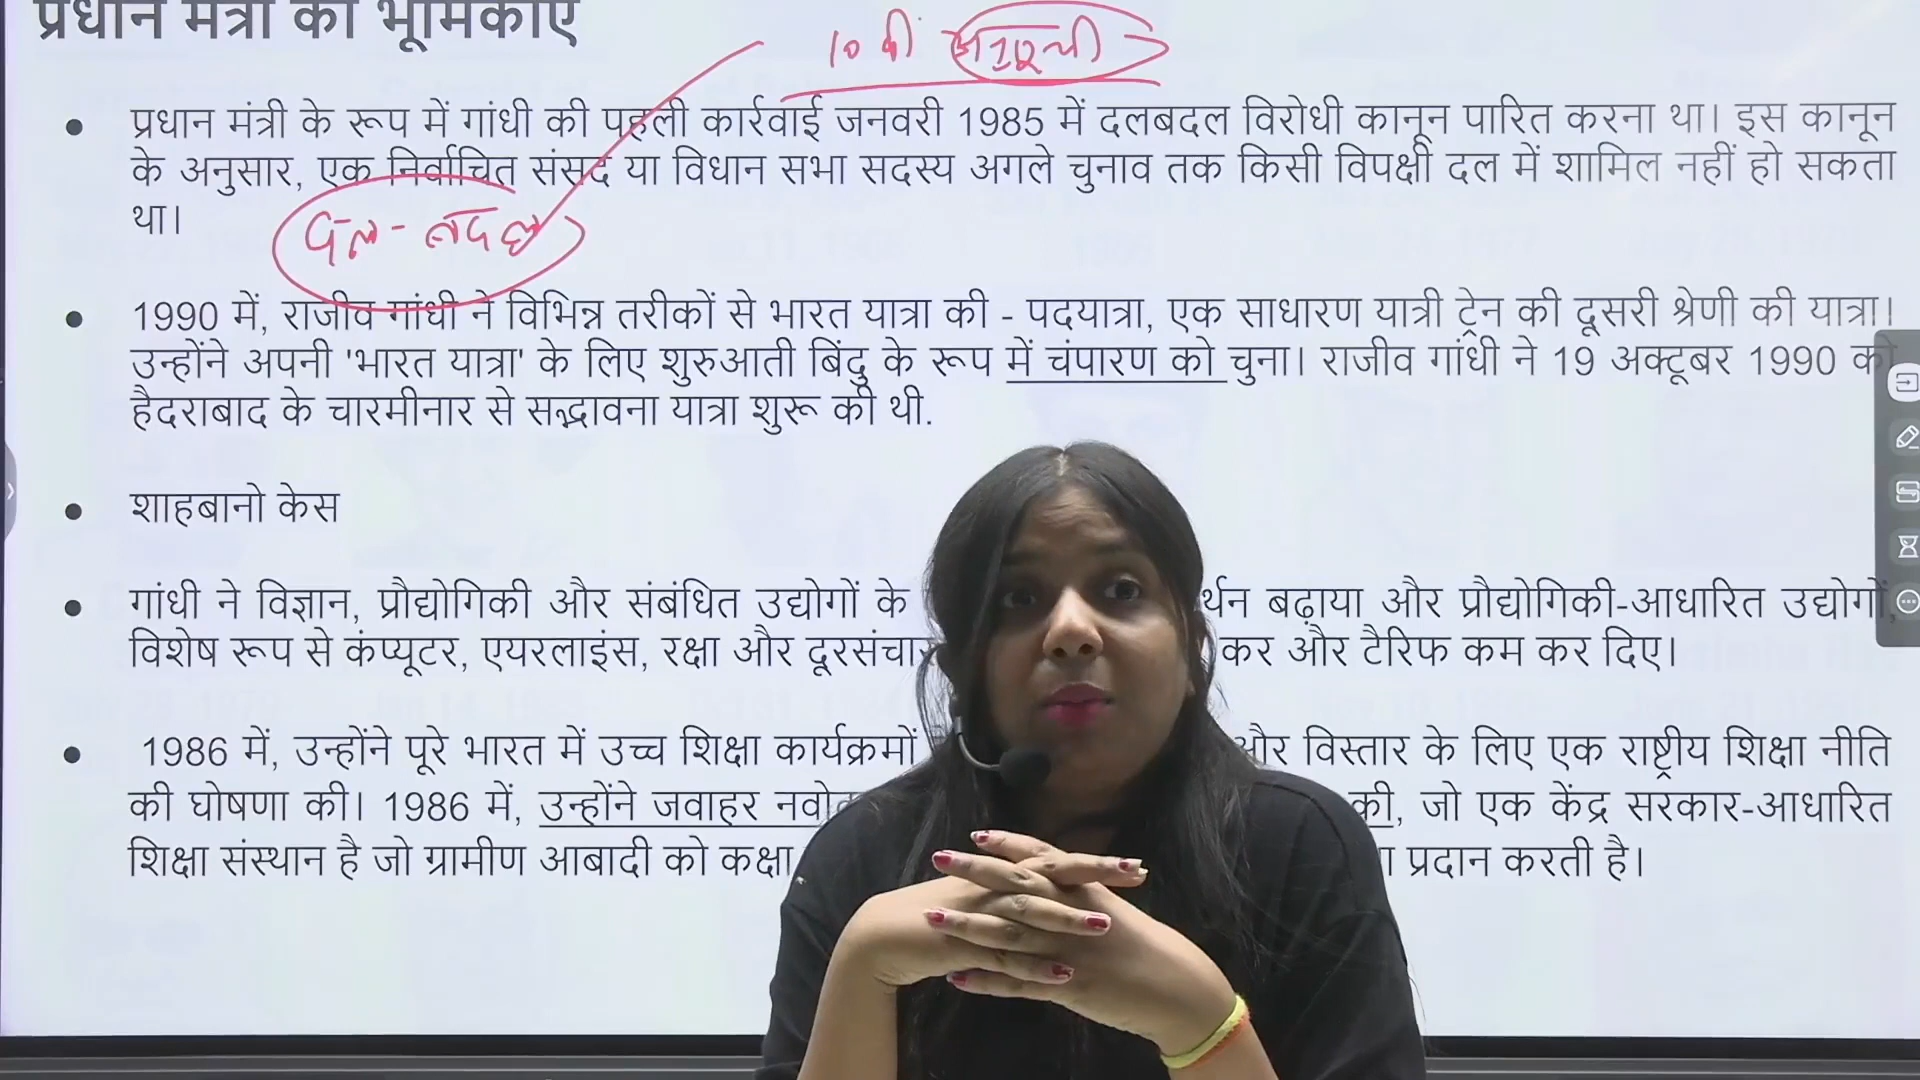 प्रधान मंत्री की भूमिकाएं
10 वी अनुसूची
प्रधान मंत्री के रूप में गांधी की पहली कार्रवाई जनवरी 1985 में दलबदल विरोधी कानून पारित करना था। इस कानून
के अनुसार, एक निर्वाचित संसद या विधान सभा सदस्य अगले चुनाव तक किसी विपक्षी दल में शामिल नहीं हो सकता
था।
दल-बदल
1990 में, राजीव गांधी ने विभिन्न तरीकों से भारत यात्रा की - पदयात्रा, एक साधारण यात्री ट्रेन की दूसरी श्रेणी की यात्रा।
उन्होंने अपनी 'भारत यात्रा' के लिए शुरुआती बिंदु के रूप में चंपारण को चुना। राजीव गांधी ने 19 अक्टूबर 1990 को
हैदराबाद के चारमीनार से सद्भावना यात्रा शुरू की थी.
शाहबानो केस
गांधी ने विज्ञान, प्रौद्योगिकी और संबंधित उद्योगों के र्थन बढ़ाया और प्रौद्योगिकी-आधारित उद्योगों,
विशेष रूप से कंप्यूटर, एयरलाइंस, रक्षा और दूरसंचार कर और टैरिफ कम कर दिए।
1986 में, उन्होंने पूरे भारत में उच्च शिक्षा कार्यक्रमों और विस्तार के लिए एक राष्ट्रीय शिक्षा नीति
की घोषणा की। 1986 में, उन्होंने जवाहर नवो की, जो एक केंद्र सरकार-आधारित
शिक्षा संस्थान है जो ग्रामीण आबादी को कक्षा प्रदान करती है।